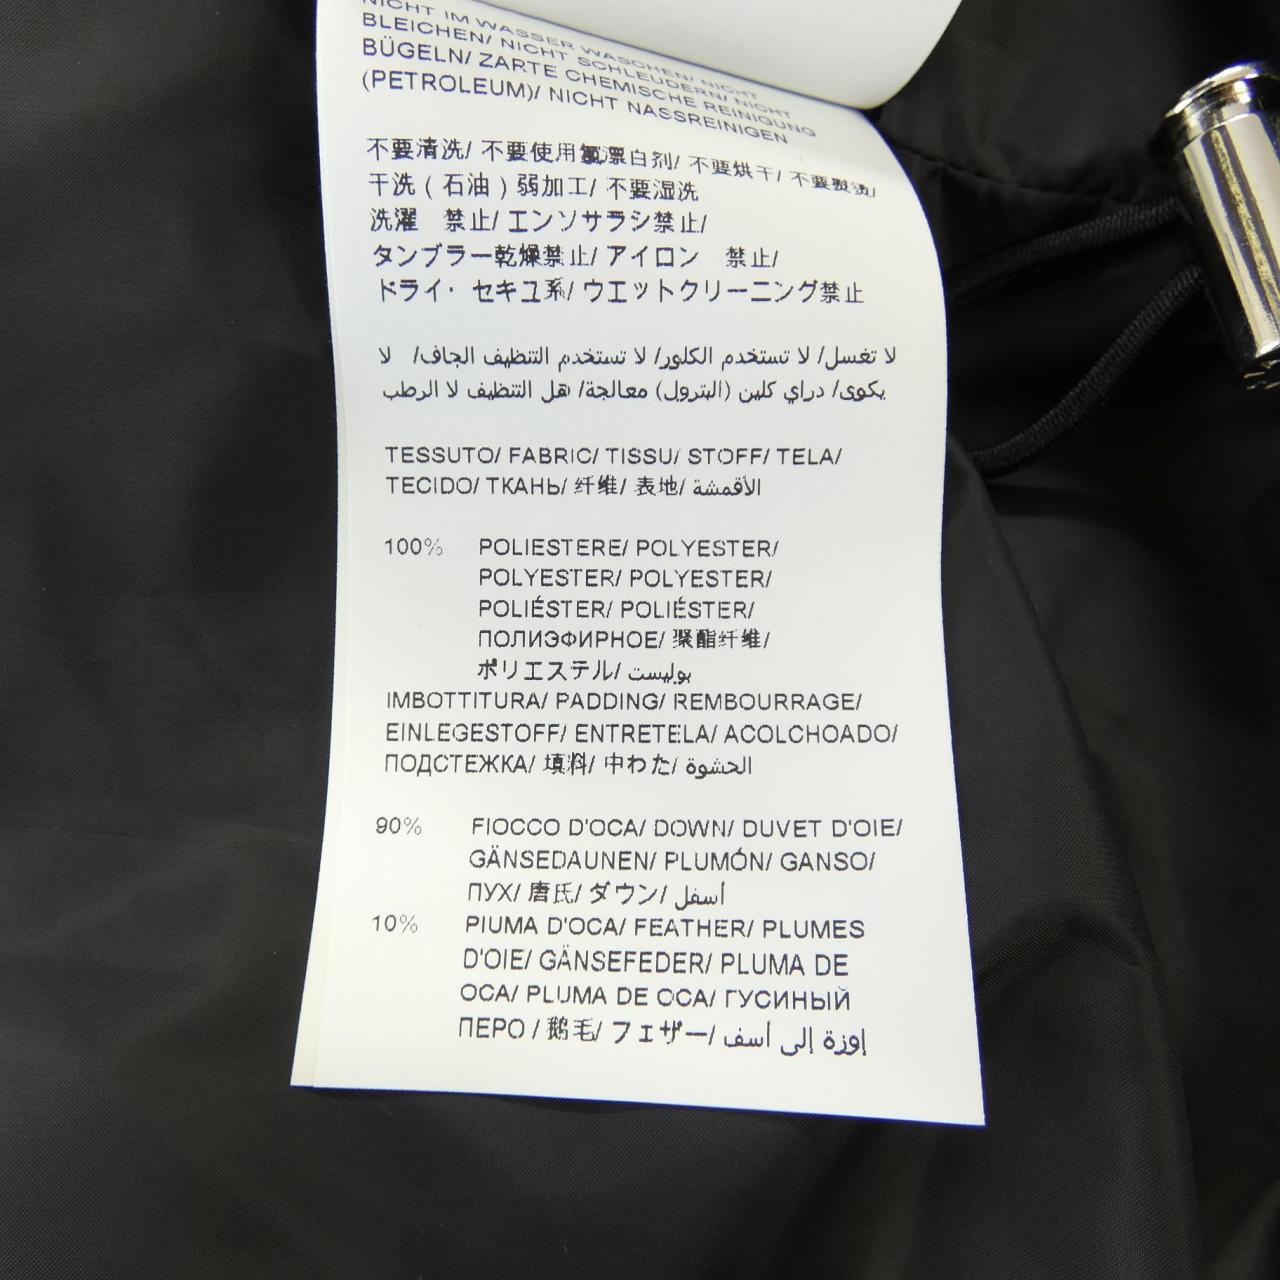 NICHT IM WASSER WASCHEN/ NICHT
BLEICHEN/ NICHT SCHLEUDERN/ NICHT
BÜGELN/ ZARTE CHEMISCHE REINIGUNG
(PETROLEUM)/ NICHT NASSREINIGEN
不要清洗/ 不要使用氯漂白剂/ 不要烘干/ 不要熨烫/
干洗 ( 石油 ) 弱加工/ 不要湿洗
洗濯 禁止/ エンソサラシ禁止/
タンブラー乾燥禁止/ アイロン 禁止/
ドライ・ セキユ系/ ウエットクリーニング禁止
لا تغسل/ لا تستخدم الكلور/ لا تستخدم التنظيف الجاف/ لا
يكوى/ دراي كلين (البترول) معالجة/ هل التنظيف لا الرطب
TESSUTO/ FABRIC/ TISSU/ STOFF/ TELA/
TECIDO/ ТКАНЬ/ 纤维/ 表地/ الأقمشة
100% POLIESTERE/ POLYESTER/
POLYESTER/ POLYESTER/
POLIÉSTER/ POLIÉSTER/
ПОЛИЭФИРНОЕ/ 聚酯纤维/
ポリエステル/ بوليست
IMBOTTITURA/ PADDING/ REMBOURRAGE/
EINLEGESTOFF/ ENTRETELA/ ACOLCHOADO/
ПОДСТЕЖКА/ 填料/ 中わた/ الحشوة
90% FIOCCO D'OCA/ DOWN/ DUVET D'OIE/
GÄNSEDAUNEN/ PLUMÓN/ GANSO/
ПУХ/ 唐氏/ ダウン/ أسفل
10% PIUMA D'OCA/ FEATHER/ PLUMES
D'OIE/ GÄNSEFEDER/ PLUMA DE
OCA/ PLUMA DE OCA/ ГУСИНЫЙ
ПЕРО / 鹅毛/ フェザー/ إوزة إلى أسف